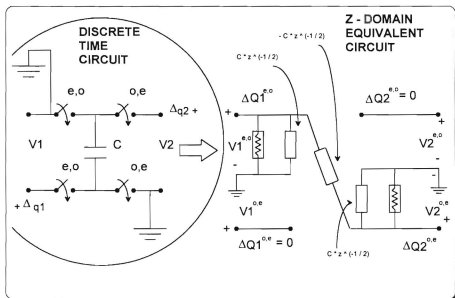 DISCRETE
TIME
CIRCUIT
Z - DOMAIN
EQUIVALENT
CIRCUIT
- C * z ^ (-1 / 2)
C * z ^ (-1 / 2)
e,o
o,e
Δq2 +
V1
C
V2
e,o
o,e
+ Δq1
ΔQ1^e,o
+
V1^e,o
-
-
V1^o,e
+
ΔQ1^o,e = 0
ΔQ2^e,o = 0
+
V2^e,o
-
-
V2^o,e
+
ΔQ2^o,e
C * z ^ (-1 / 2)